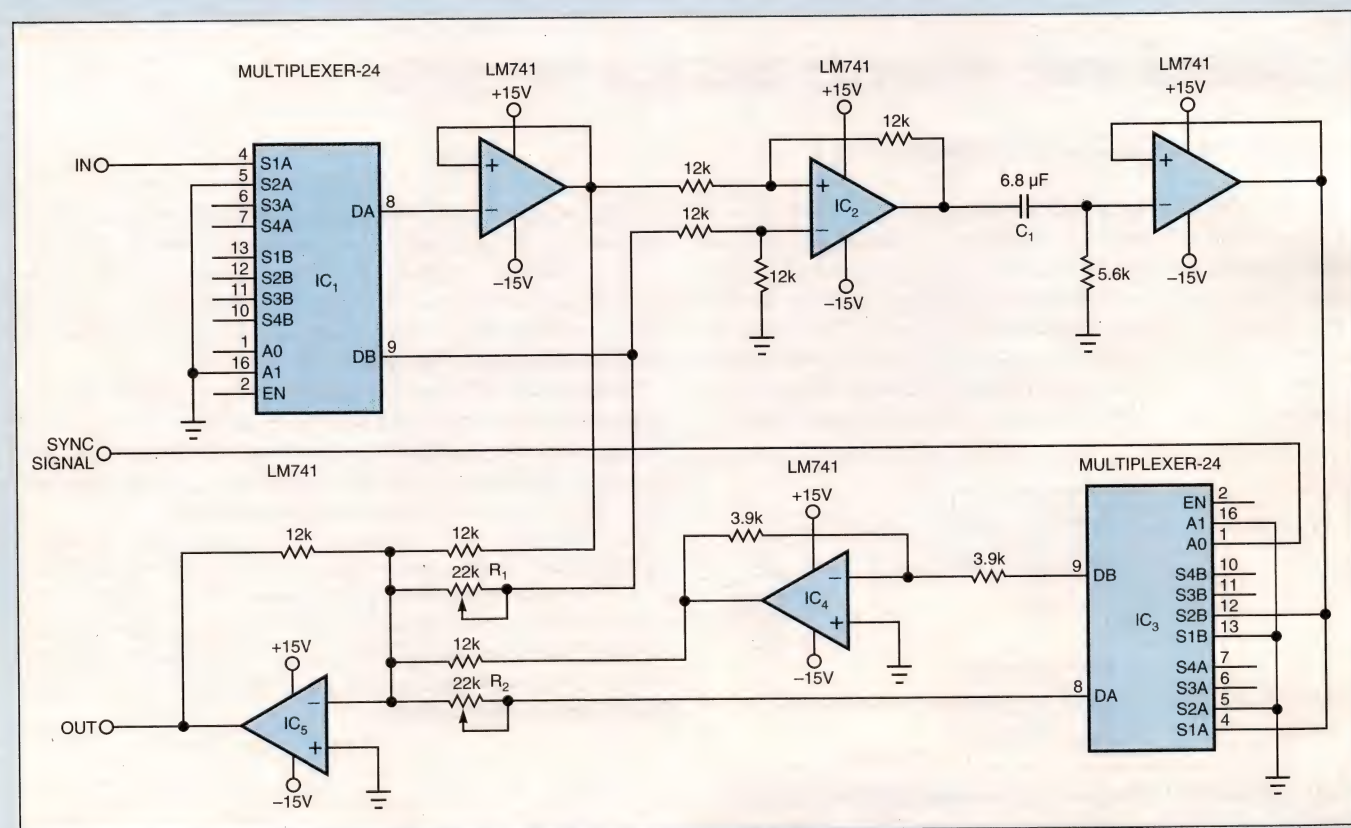 MULTIPLEXER-24
LM741
+15V
IN
4 S1A
5 S2A
6 S3A
7 S4A
13 S1B
12 S2B
11 S3B
10 S4B
1 A0
16 A1
2 EN
DA 8
IC1
DB 9
+
−
−15V
12k
12k
LM741
+15V
12k
+
IC2
−
12k
−15V
6.8 µF
C1
5.6k
LM741
+15V
+
−
−15V
SYNC
SIGNAL
LM741
12k
12k
22k R1
12k
22k R2
+15V
−
IC5
+
−15V
OUT
LM741
+15V
3.9k
−
IC4
+
−15V
3.9k
MULTIPLEXER-24
EN 2
A1 16
A0 1
9 DB
S4B 10
S3B 11
S2B 12
IC3
S1B 13
S4A 7
8 DA
S3A 6
S2A 5
S1A 4